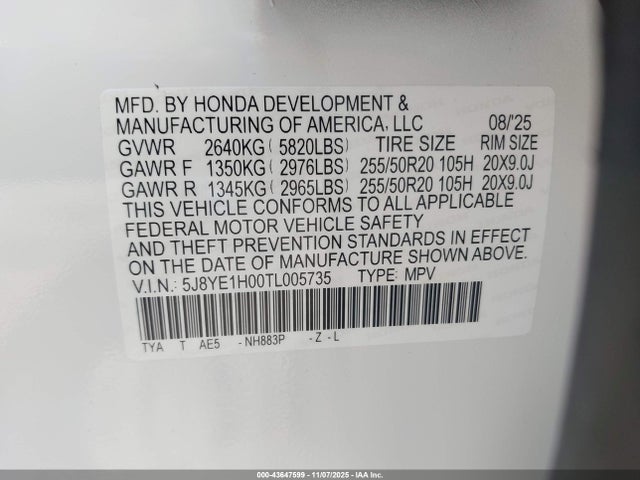 MFD. BY HONDA DEVELOPMENT &
MANUFACTURING OF AMERICA, LLC 08/'25
GVWR 2640KG ( 5820LBS) TIRE SIZE RIM SIZE
GAWR F 1350KG ( 2976LBS) 255/50R20 105H 20X9.0J
GAWR R 1345KG ( 2965LBS) 255/50R20 105H 20X9.0J
THIS VEHICLE CONFORMS TO ALL APPLICABLE
FEDERAL MOTOR VEHICLE SAFETY
AND THEFT PREVENTION STANDARDS IN EFFECT
ON THE DATE OF MANUFACTURE SHOWN ABOVE.
V.I.N.: 5J8YE1H00TL005735 TYPE: MPV
TYA T AE5 - NH883P - Z - L
000-43647599 - 11/07/2025 - IAA Inc.